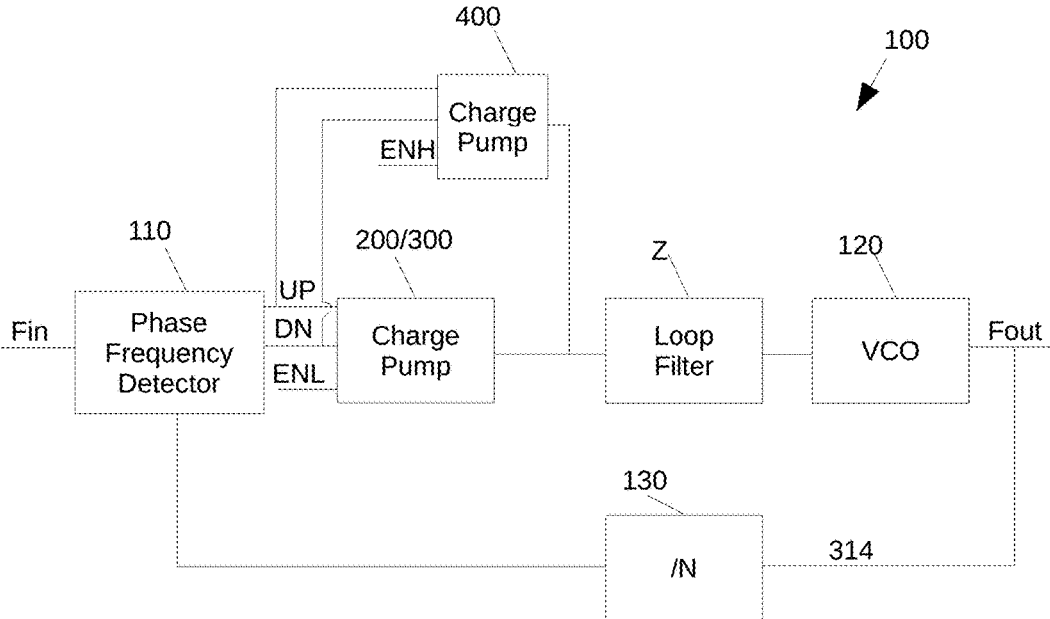 400
100
Charge
Pump
ENH
110
200/300
Z
120
UP
Fin
Phase
Frequency
Detector
DN
ENL
Charge
Pump
Loop
Filter
VCO
Fout
130
/N
314